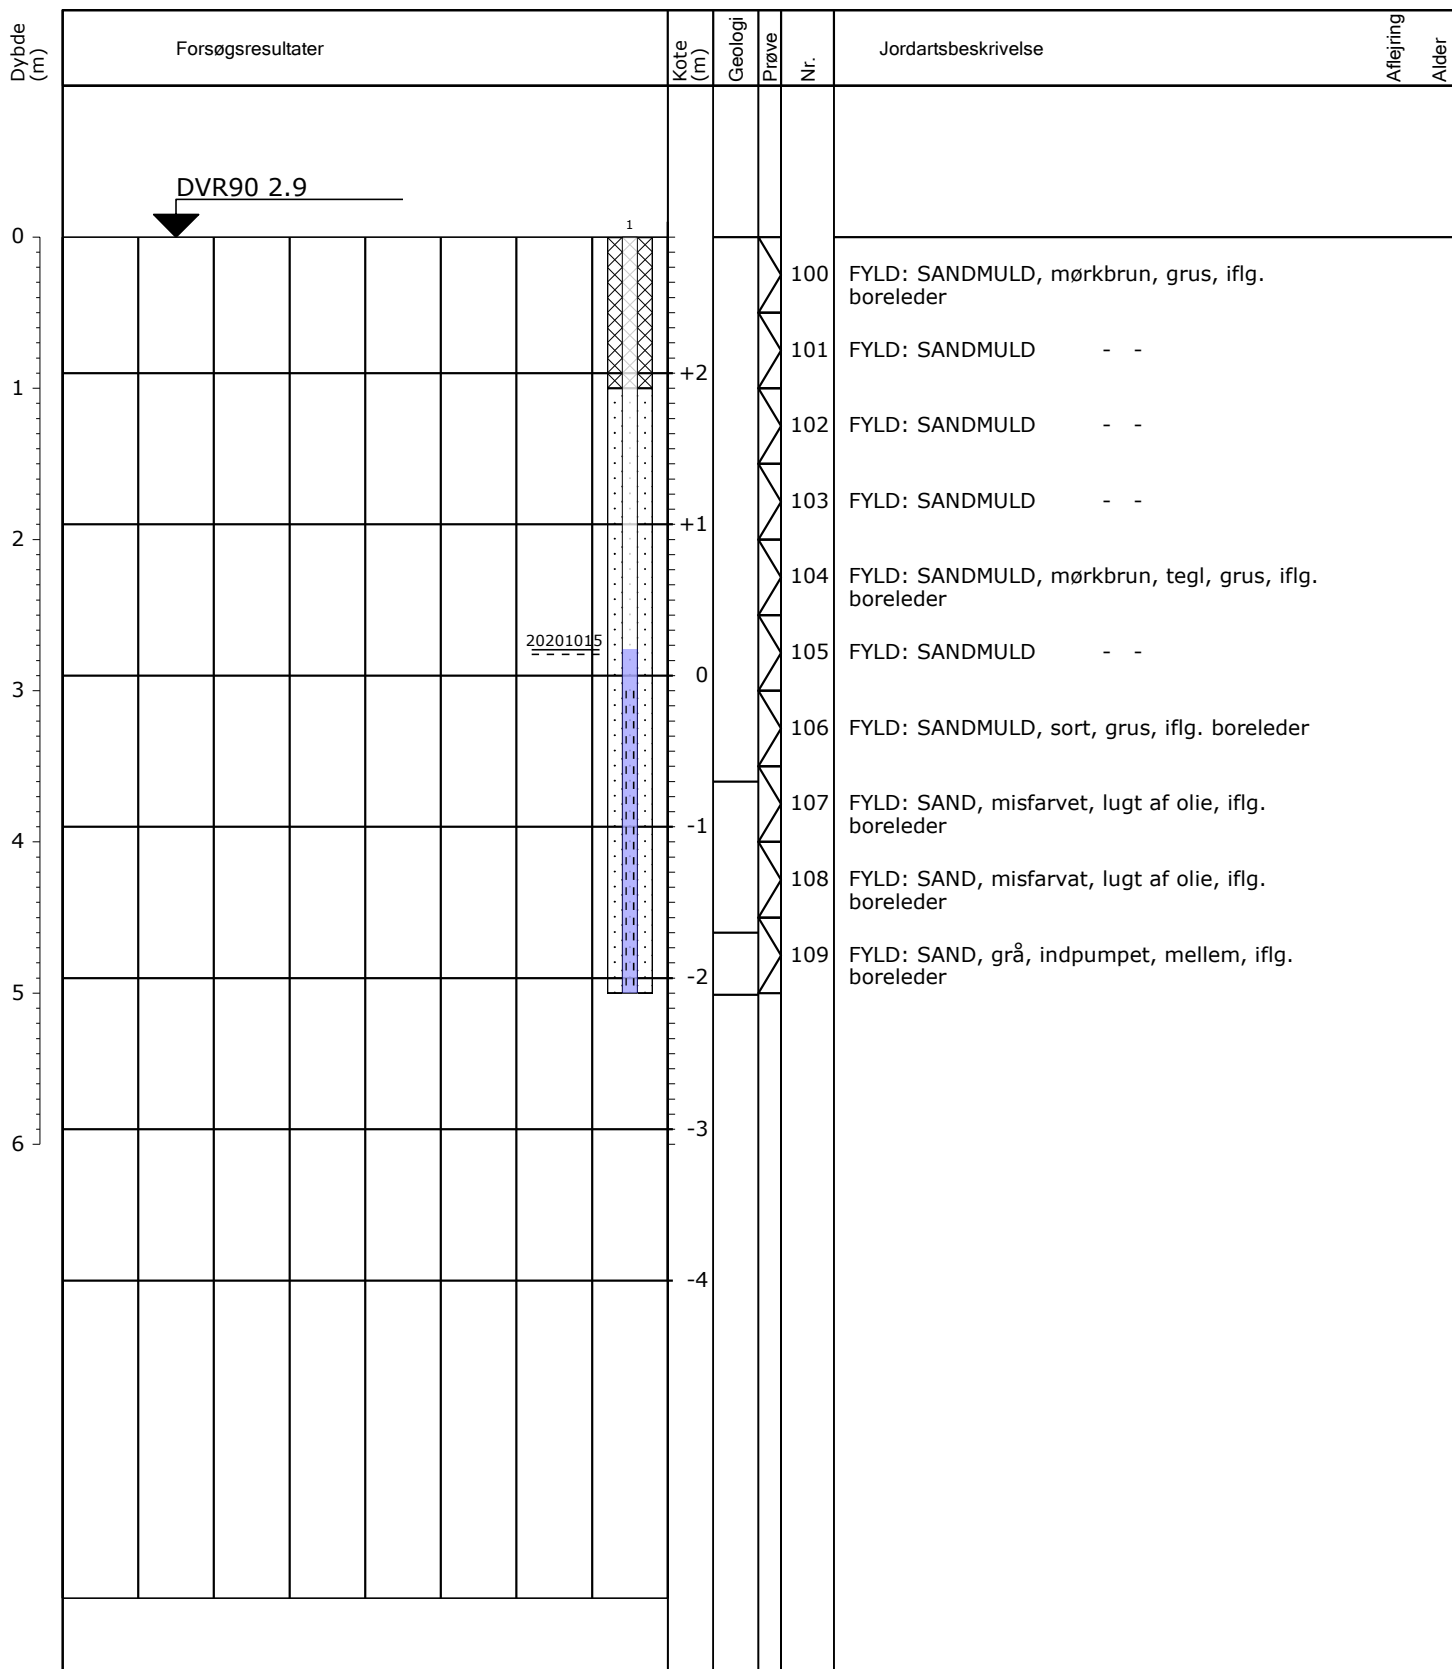 Dybde (m)
Forsøgsresultater
Kote (m)
Geologi
Prøve
Nr.
Jordartsbeskrivelse
Aflejring
Alder
DVR90 2.9
0
1
100 FYLD: SANDMULD, mørkbrun, grus, iflg.
boreleder
101 FYLD: SANDMULD - -
+2
1
102 FYLD: SANDMULD - -
103 FYLD: SANDMULD - -
+1
2
104 FYLD: SANDMULD, mørkbrun, tegl, grus, iflg.
boreleder
20201015
105 FYLD: SANDMULD - -
0
3
106 FYLD: SANDMULD, sort, grus, iflg. boreleder
107 FYLD: SAND, misfarvet, lugt af olie, iflg.
boreleder
-1
4
108 FYLD: SAND, misfarvat, lugt af olie, iflg.
boreleder
109 FYLD: SAND, grå, indpumpet, mellem, iflg.
boreleder
-2
5
-3
6
-4